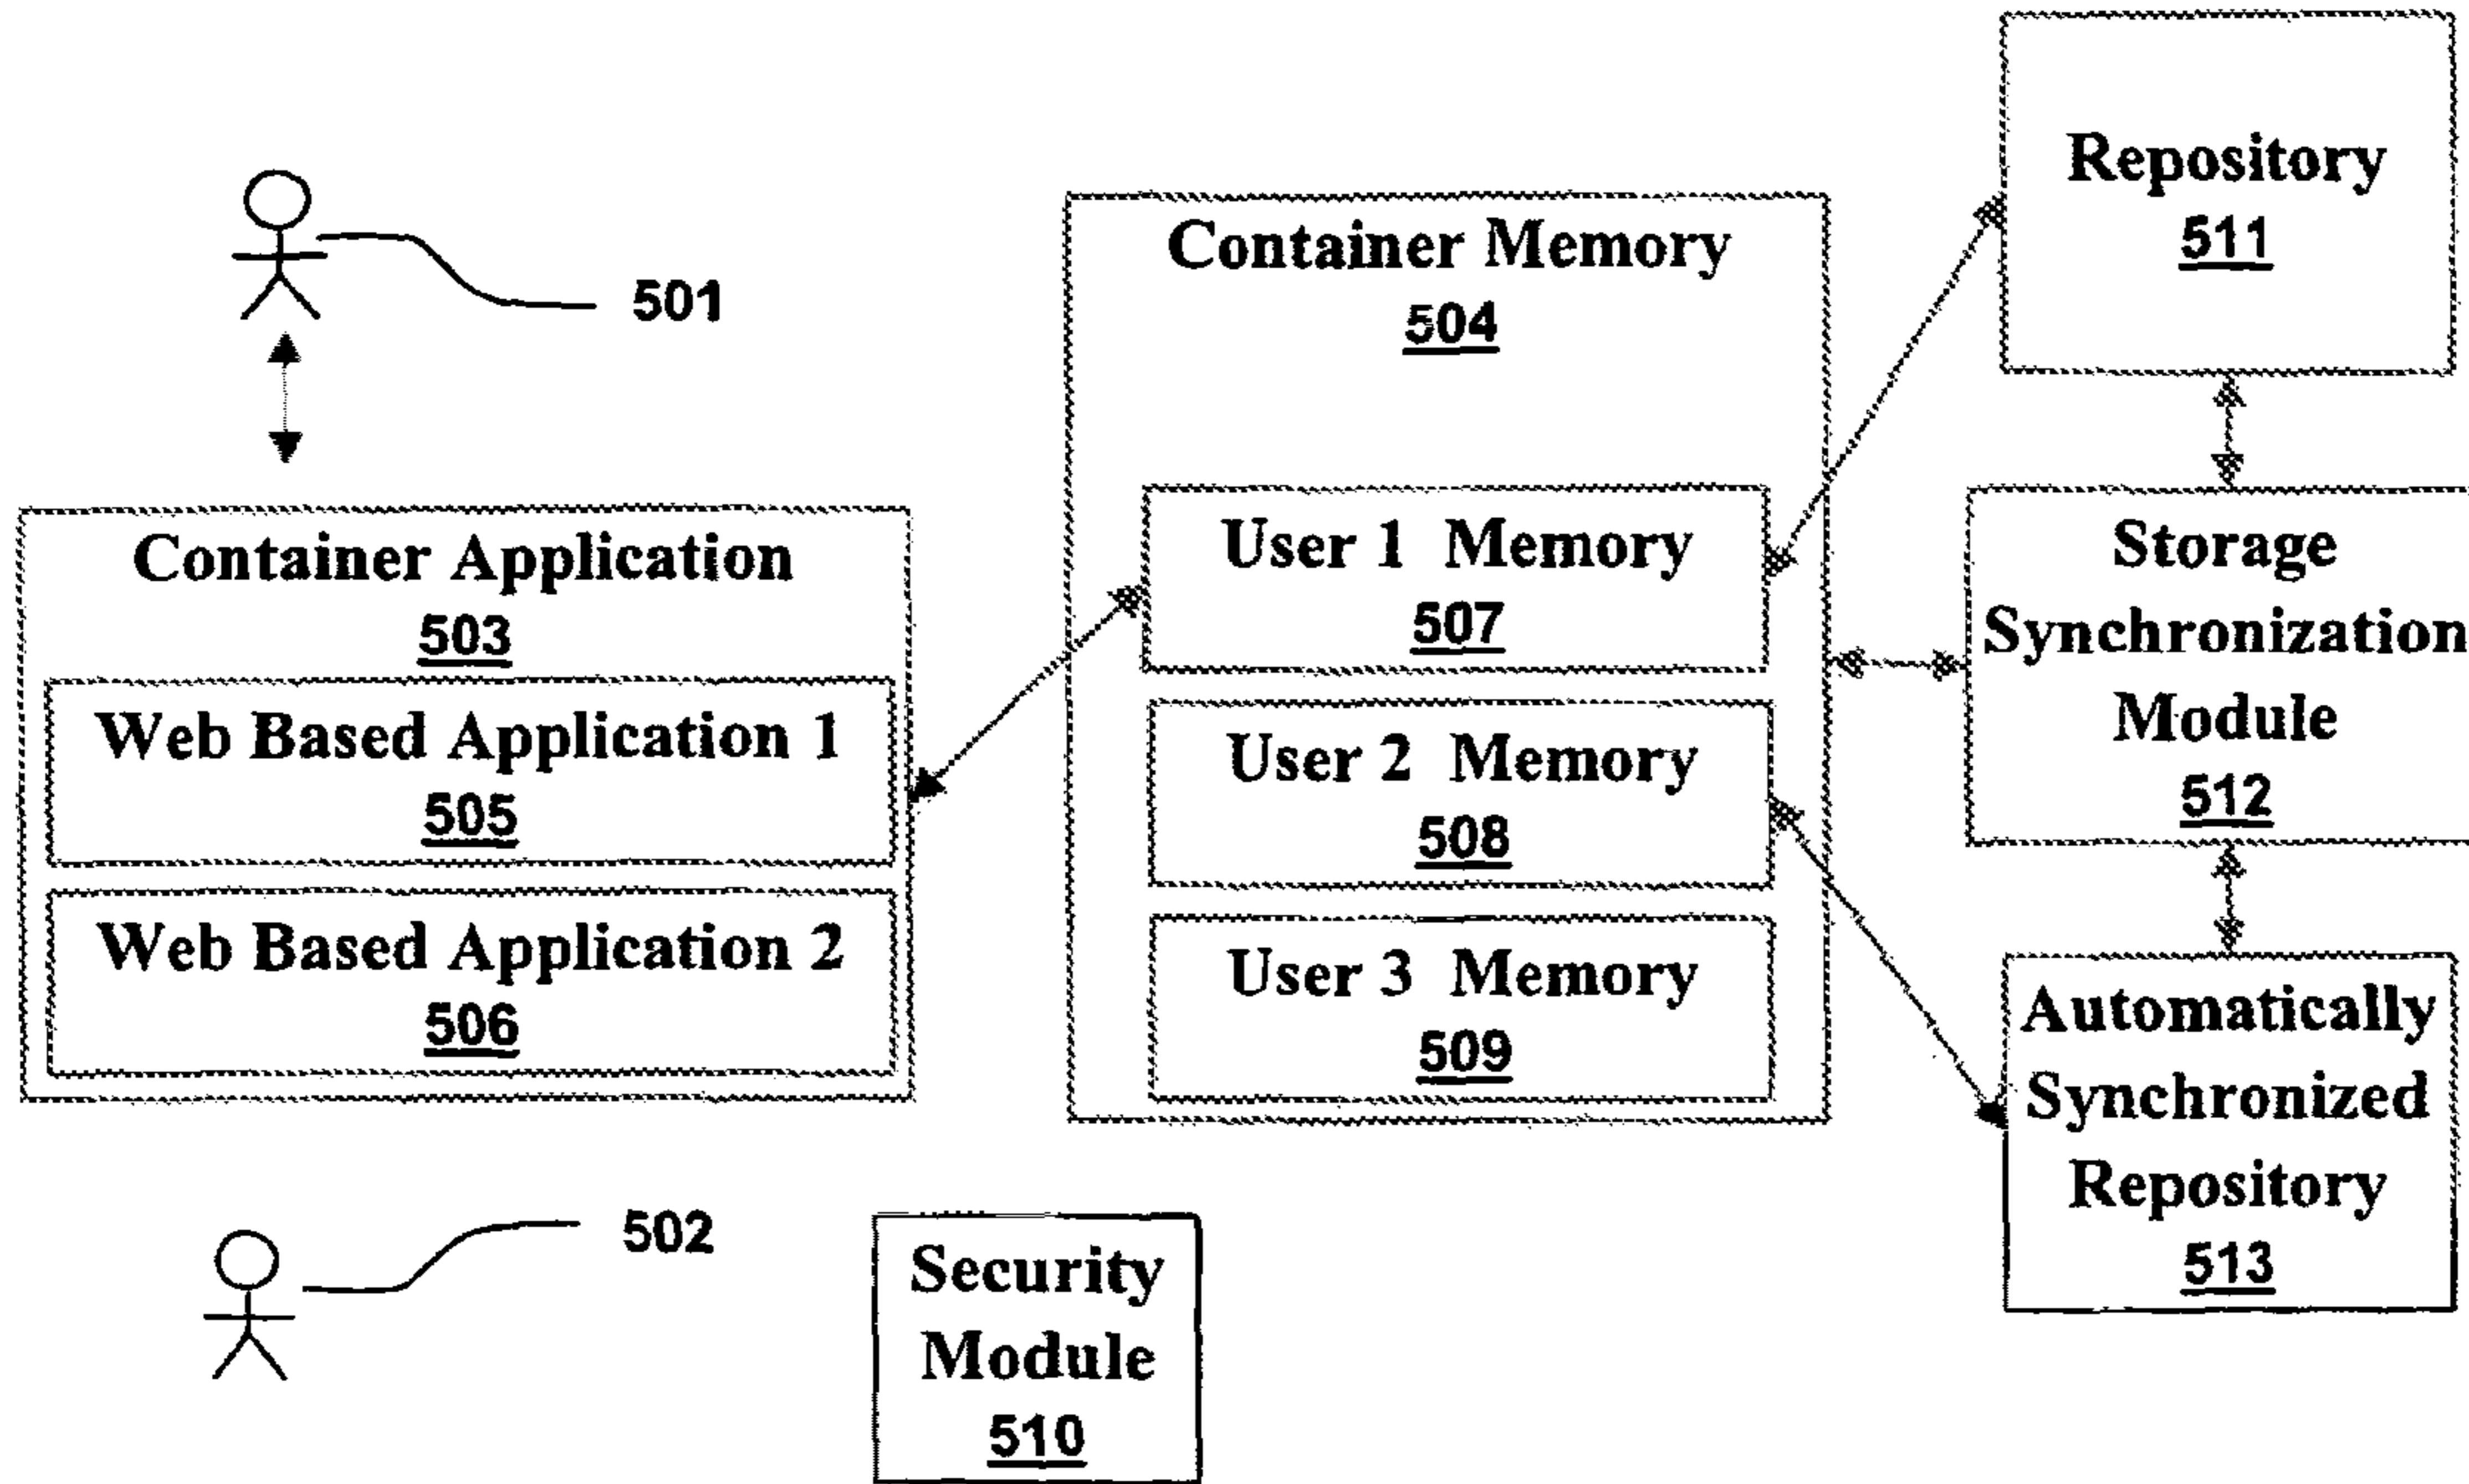 501
Container Application
503
Web Based Application 1
505
Web Based Application 2
506
502
Security
Module
510
Container Memory
504
User 1 Memory
507
User 2 Memory
508
User 3 Memory
509
Repository
511
Storage
Synchronization
Module
512
Automatically
Synchronized
Repository
513